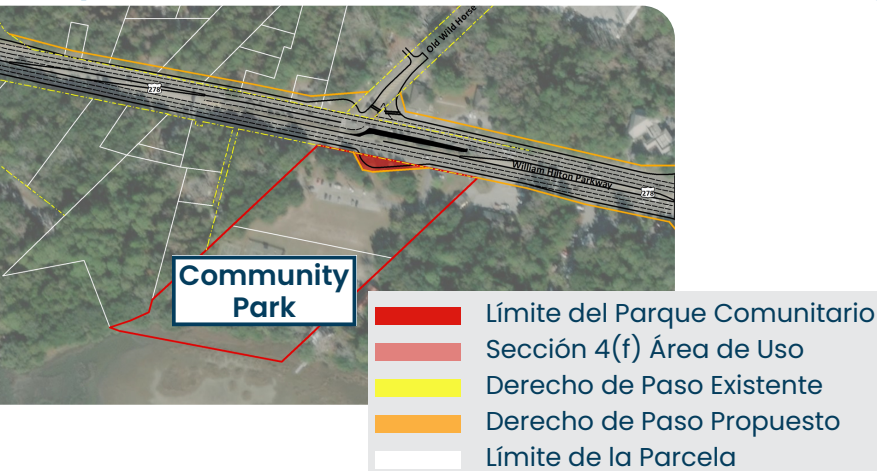 Old Wild Horse
278
William Hilton Parkway
278
Community
Park
Límite del Parque Comunitario
Sección 4(f) Área de Uso
Derecho de Paso Existente
Derecho de Paso Propuesto
Límite de la Parcela